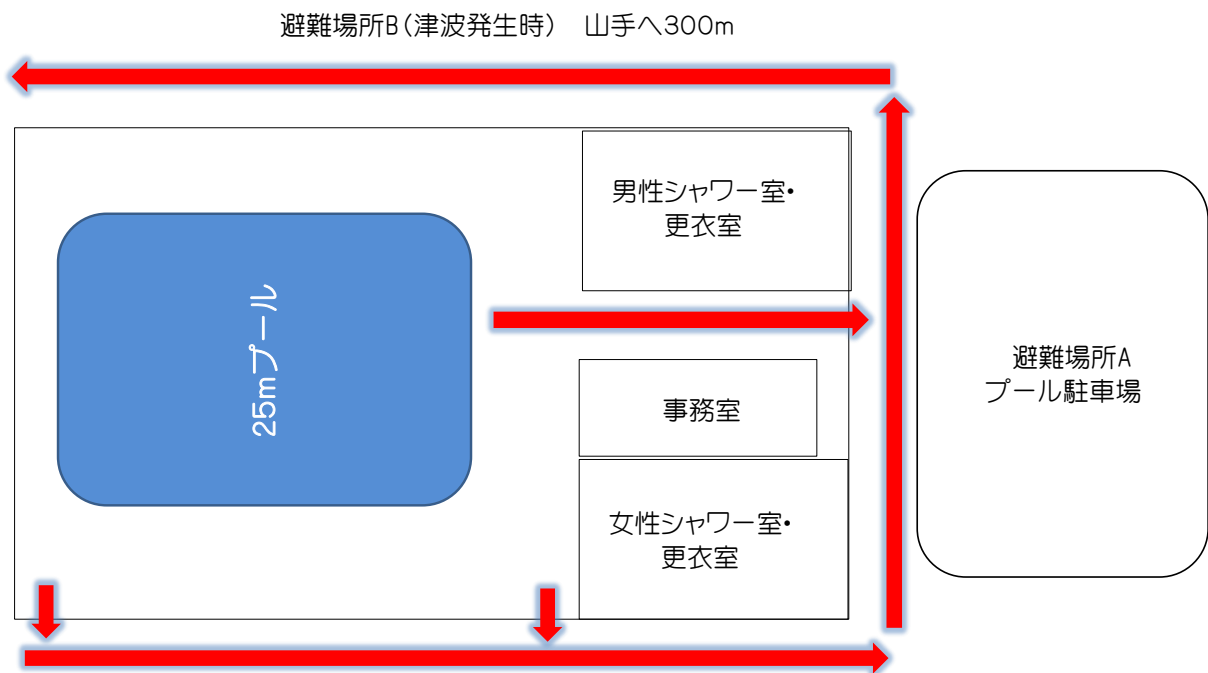 避難場所B(津波発生時) 山手へ300m
男性シャワー室・
更衣室
25mプール
避難場所A
プール駐車場
事務室
女性シャワー室・
更衣室